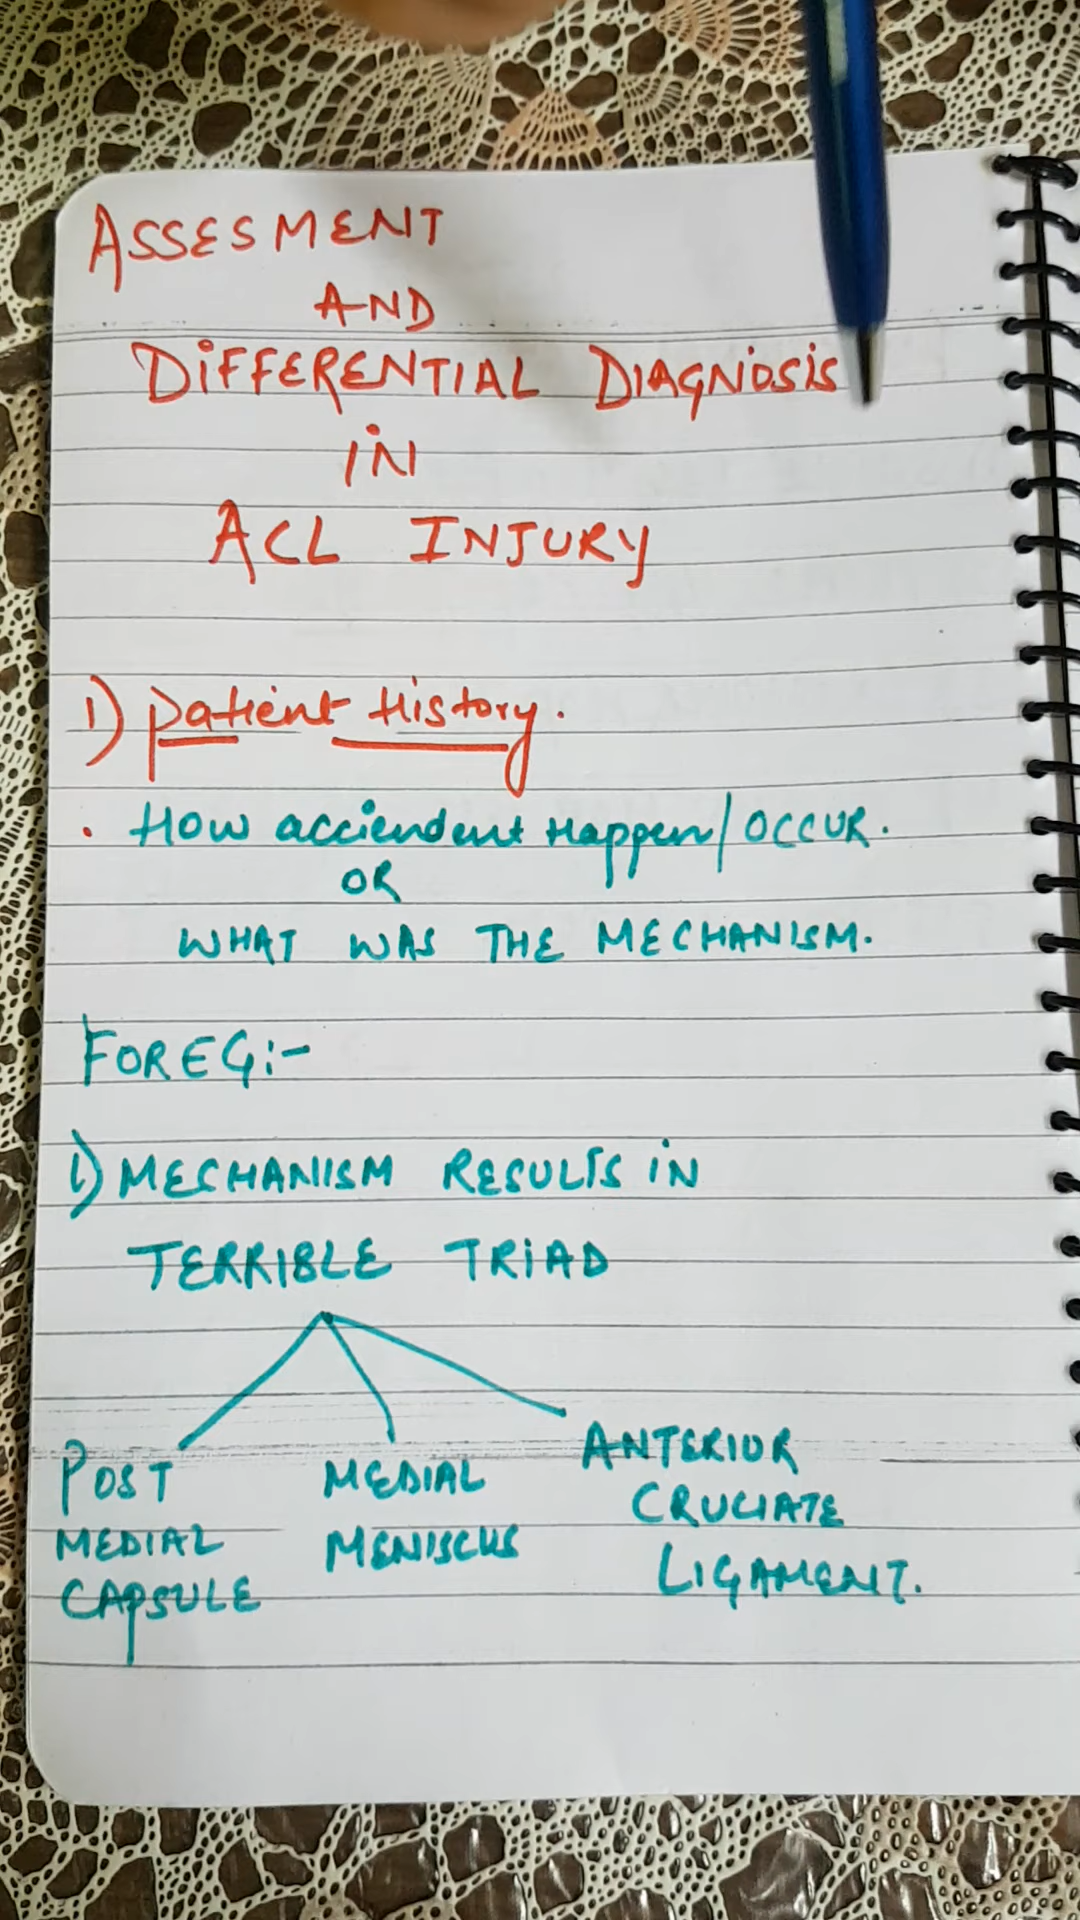 ASSESMENT
AND
DIFFERENTIAL DIAGNOSIS
IN
ACL INJURY
1) Patient History.
. How acciendent Happen/OCCUR.
OR
WHAT WAS THE MECHANISM.
FOREG:-
1) MECHANISM RESULTS IN
TERRIBLE TRIAD
POST MEDIAL CAPSULE
MEDIAL MENISCUS
ANTERIOR CRUCIATE LIGAMENT.